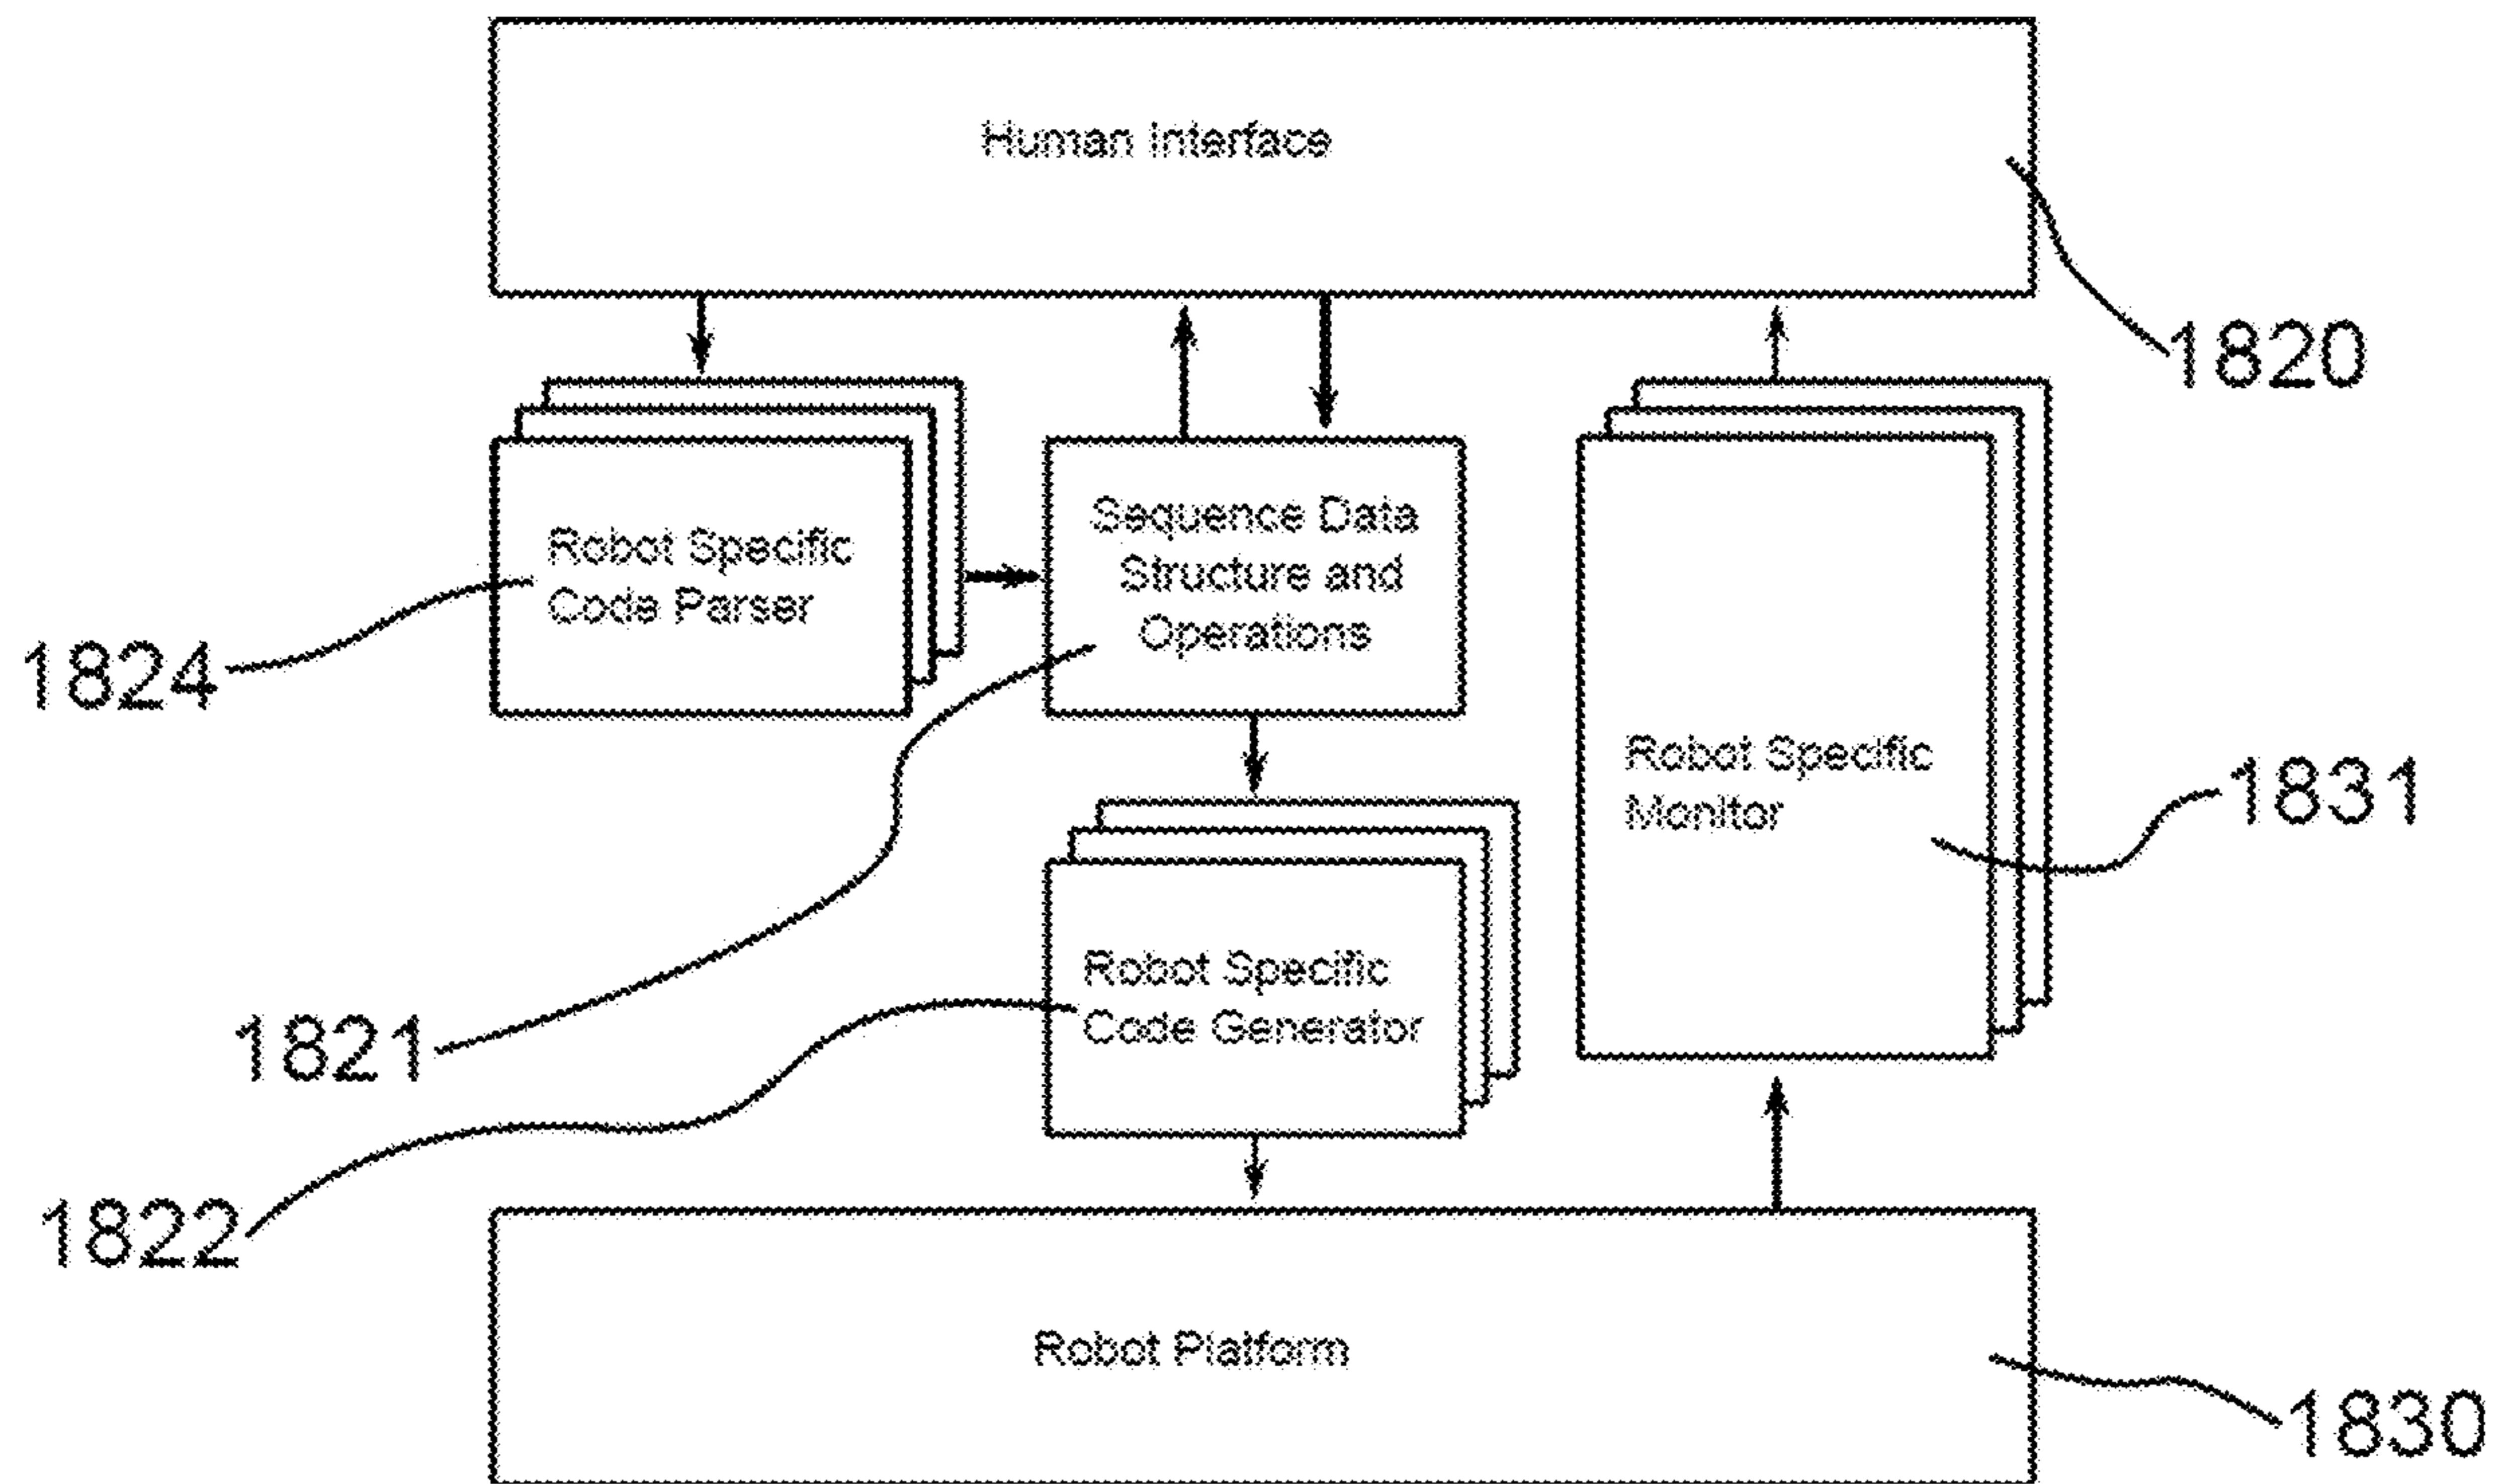 Human Interface
1820
Robot Specific
Code Parser
1824
Sequence Data
Structure and
Operations
1821
Robot Specific
Monitor
1831
Robot Specific
Code Generator
1822
Robot Platform
1830